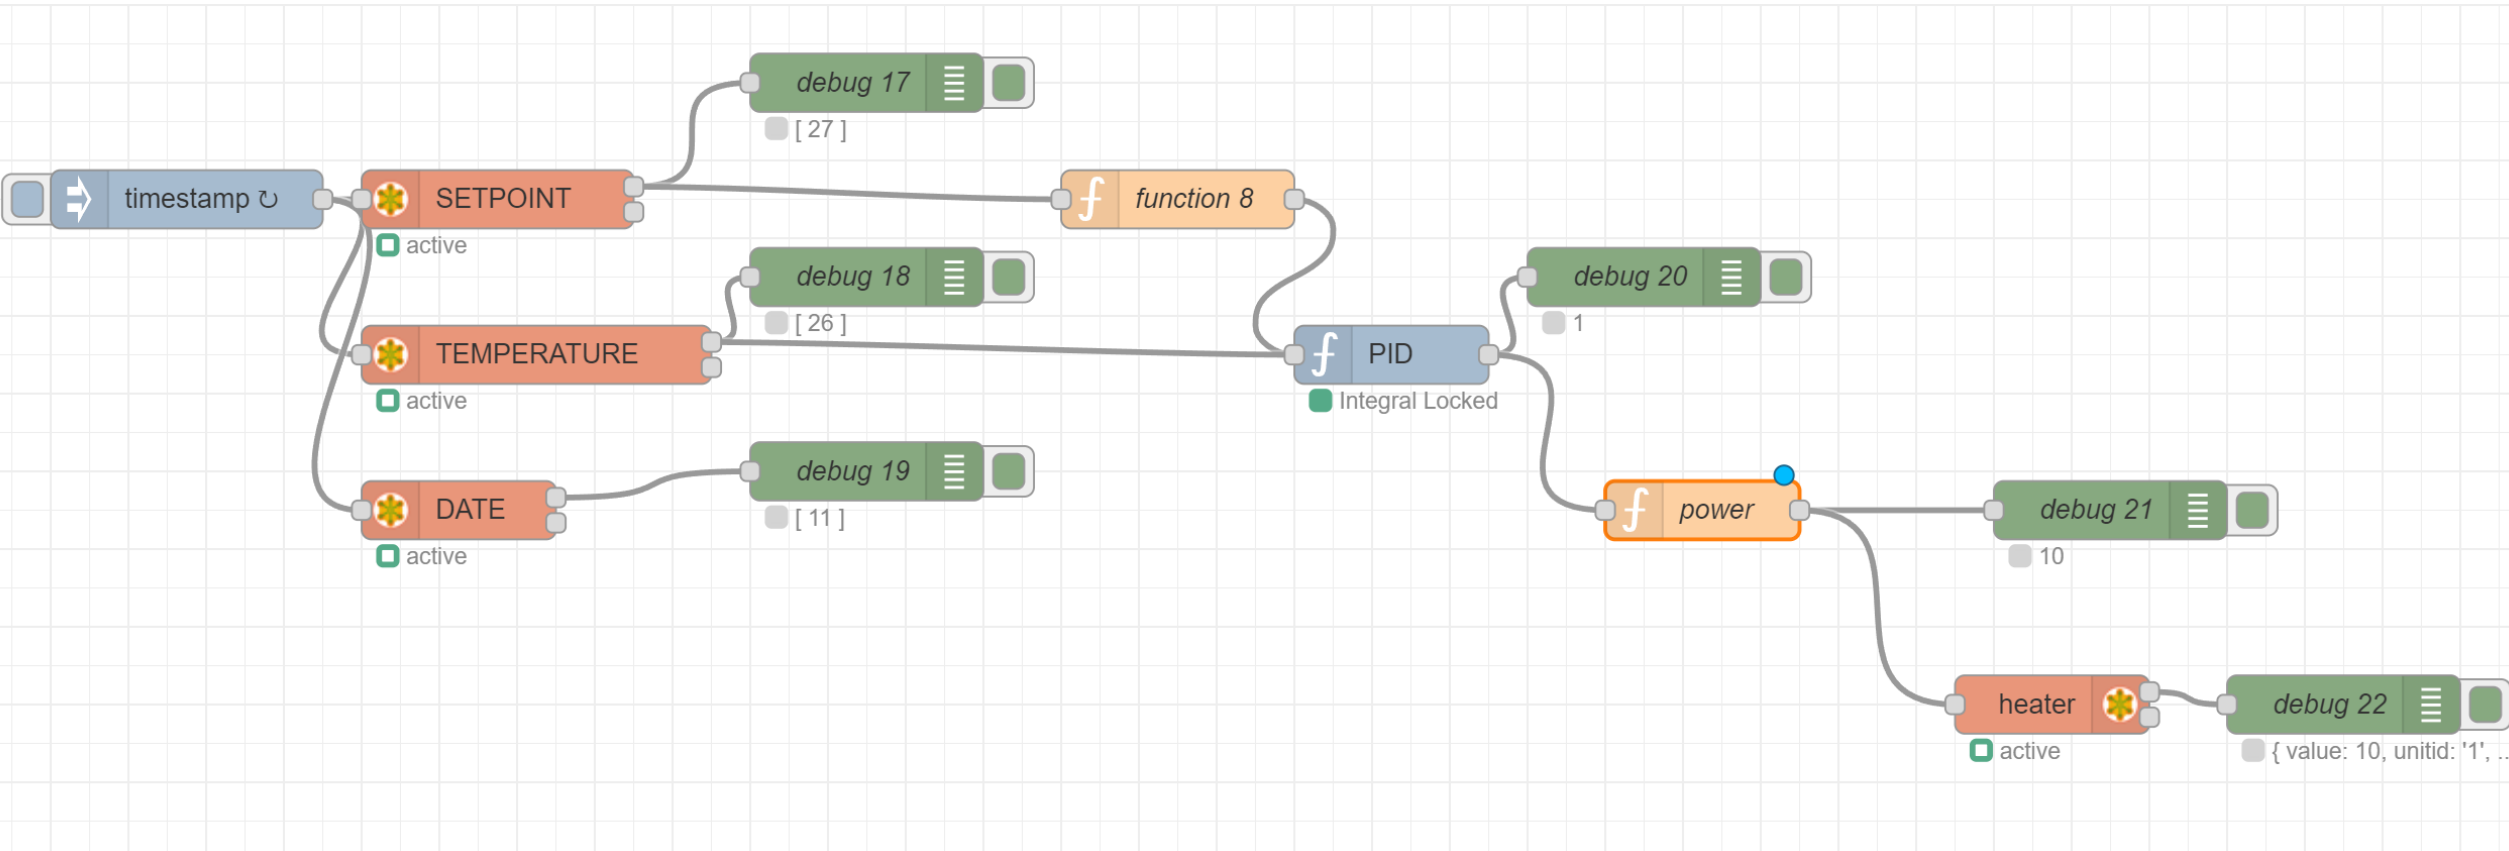 debug 17
[ 27 ]
timestamp ↻
SETPOINT
active
function 8
debug 18
[ 26 ]
debug 20
1
TEMPERATURE
active
PID
Integral Locked
debug 19
[ 11 ]
DATE
active
power
debug 21
10
heater
active
debug 22
{ value: 10, unitid: '1', ...